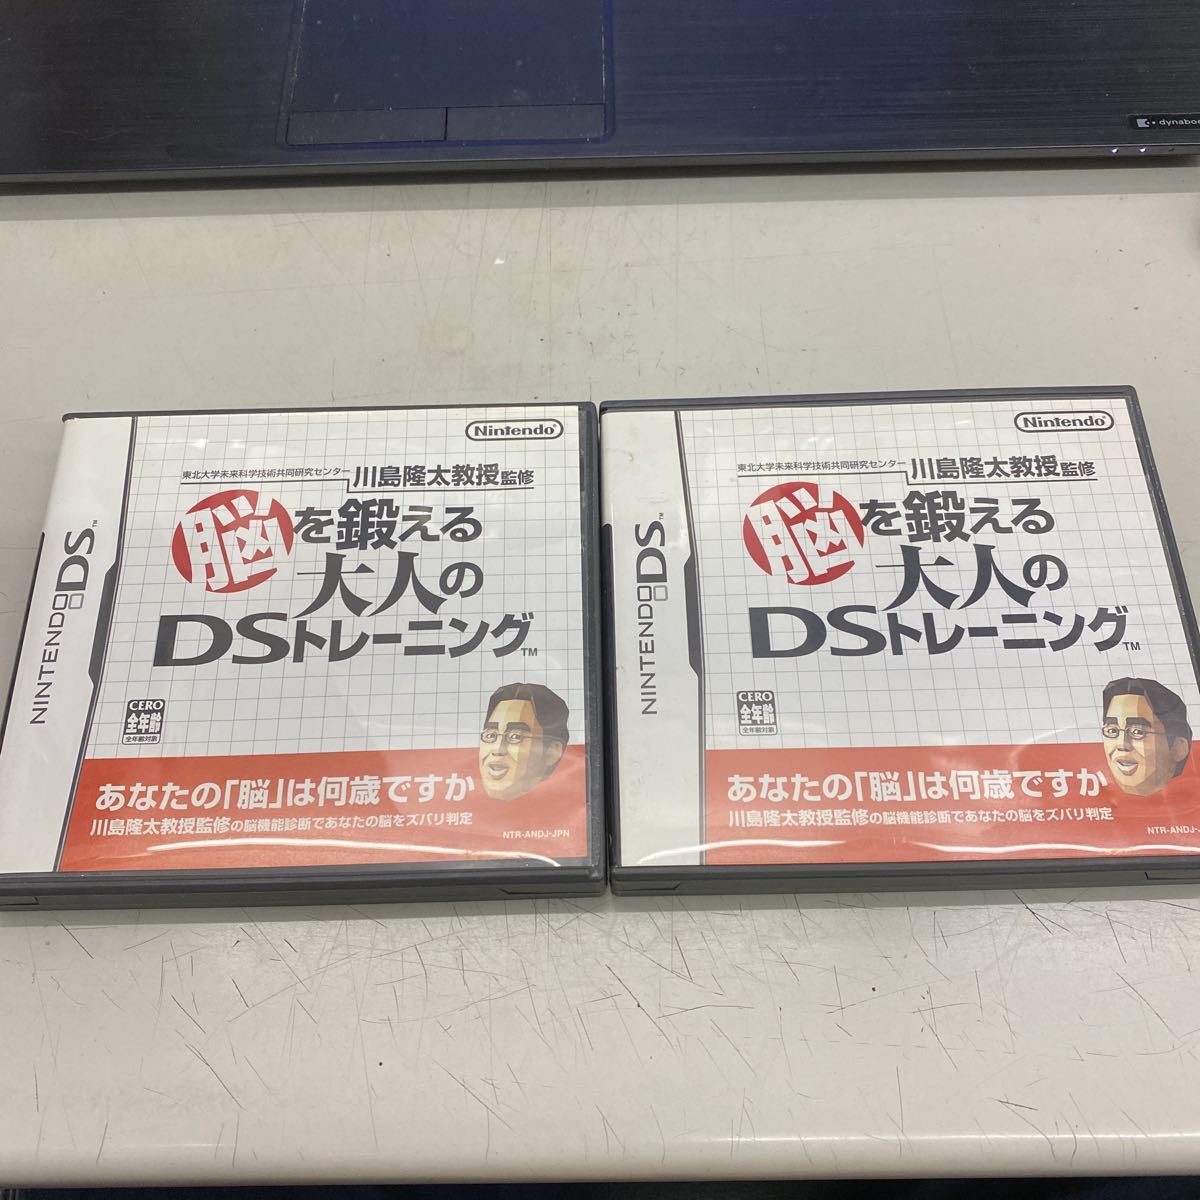 dynaboo
Nintendo
東北大学未来科学技術共同研究センター
川島隆太教授監修
脳を鍛える
大人の
DSトレーニング™
NINTENDO DS™
CERO
全年齢
全年齢対象
あなたの「脳」は何歳ですか
川島隆太教授監修の脳機能診断であなたの脳をズバリ判定
NTR-ANDJ-JPN
Nintendo
東北大学未来科学技術共同研究センター
川島隆太教授監修
脳を鍛える
大人の
DSトレーニング™
NINTENDO DS™
CERO
全年齢
全年齢対象
あなたの「脳」は何歳ですか
川島隆太教授監修の脳機能診断であなたの脳をズバリ判定
NTR-ANDJ-